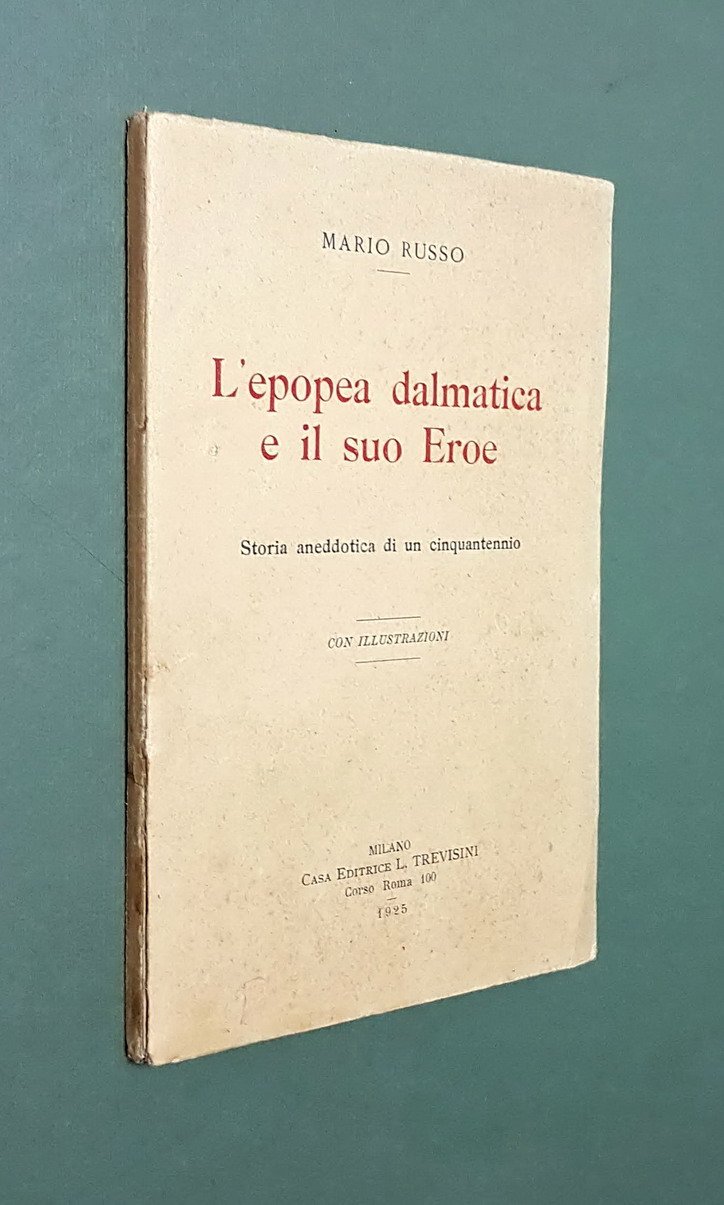 MARIO RUSSO
L'epopea dalmatica
e il suo Eroe
Storia aneddotica di un cinquantennio
CON ILLUSTRAZIONI
MILANO
CASA EDITRICE L. TREVISINI
Corso Roma 100
1925